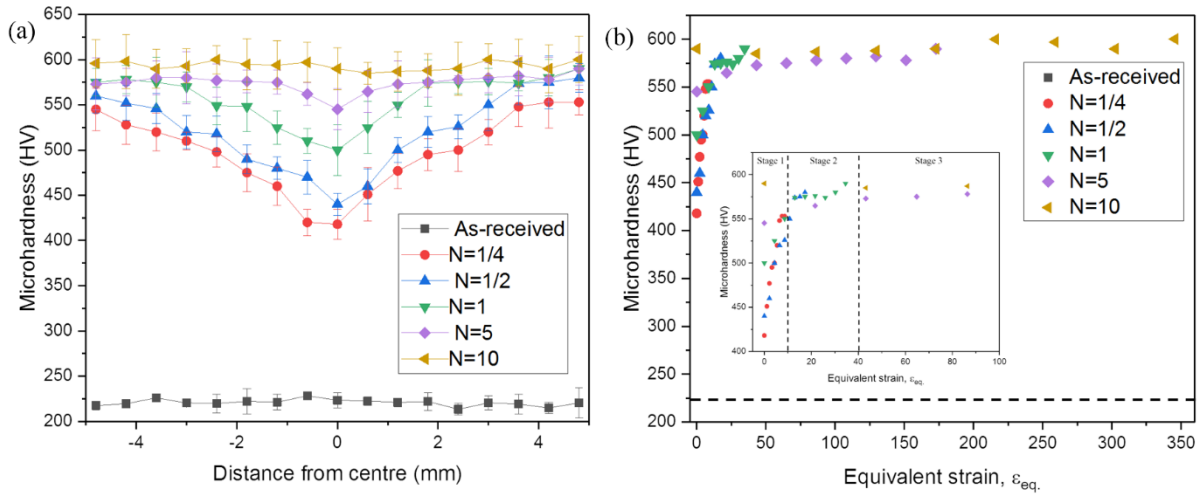 (a)
Microhardness (HV)
600
550
500
450
400
350
300
250
200
-4 -2 0 2 4
Distance from centre (mm)
As-received
N=1/4
N=1/2
N=1
N=5
N=10
(b)
Microhardness (HV)
600
550
500
450
400
350
300
250
200
0 50 100 150 200 250 300 350
Equivalent strain, εeq.
As-received
N=1/4
N=1/2
N=1
N=5
N=10
Stage 1 Stage 2 Stage 3
Microhardness (HV)
650
600
550
500
450
400
0 20 40 60 80 100
Equivalent strain, εeq.